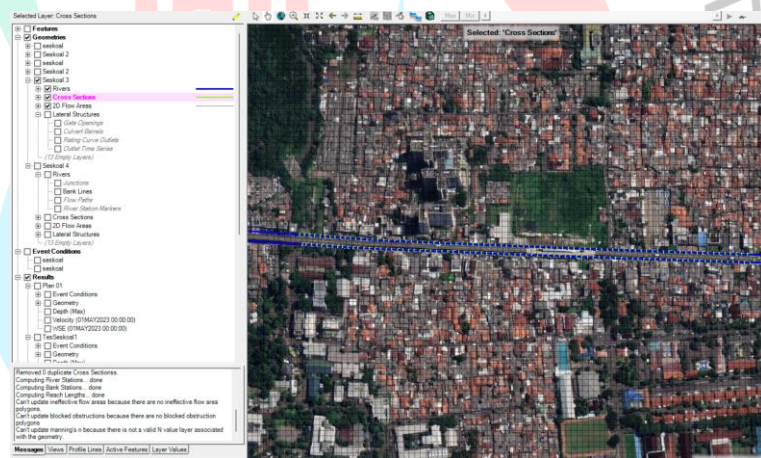 Selected Layer: Cross Sections
Max
Min
Selected: 'Cross Sections'
Features
Geometries
seskoal
Seskoal 2
seskoal
Seskoal 2
Seskoal 3
Rivers
Cross Sections
2D Flow Areas
Lateral Structures
Gate Openings
Culvert Barrels
Rating Curve Outlets
Outlet Time Series
(13 Empty Layers)
Seskoal 4
Rivers
Junctions
Bank Lines
Flow Paths
River Station Markers
Cross Sections
2D Flow Areas
Lateral Structures
(13 Empty Layers)
Event Conditions
seskoal
seskoal
Results
Plan 01
Event Conditions
Geometry
Depth (Max)
Velocity (01MAY2023 00:00:00)
WSE (01MAY2023 00:00:00)
TesSeskoal1
Event Conditions
Geometry
Depth (Max)
Removed 0 duplicate Cross Sections.
Computing River Stations... done
Computing Bank Stations... done
Computing Reach Lengths... done
Can't update ineffective flow areas because there are no ineffective flow area
polygons.
Can't update blocked obstructions because there are no blocked obstruction
polygons
Can't update manning's n because there is not a valid N value layer associated
with the geometry.
Messages Views Profile Lines Active Features Layer Values